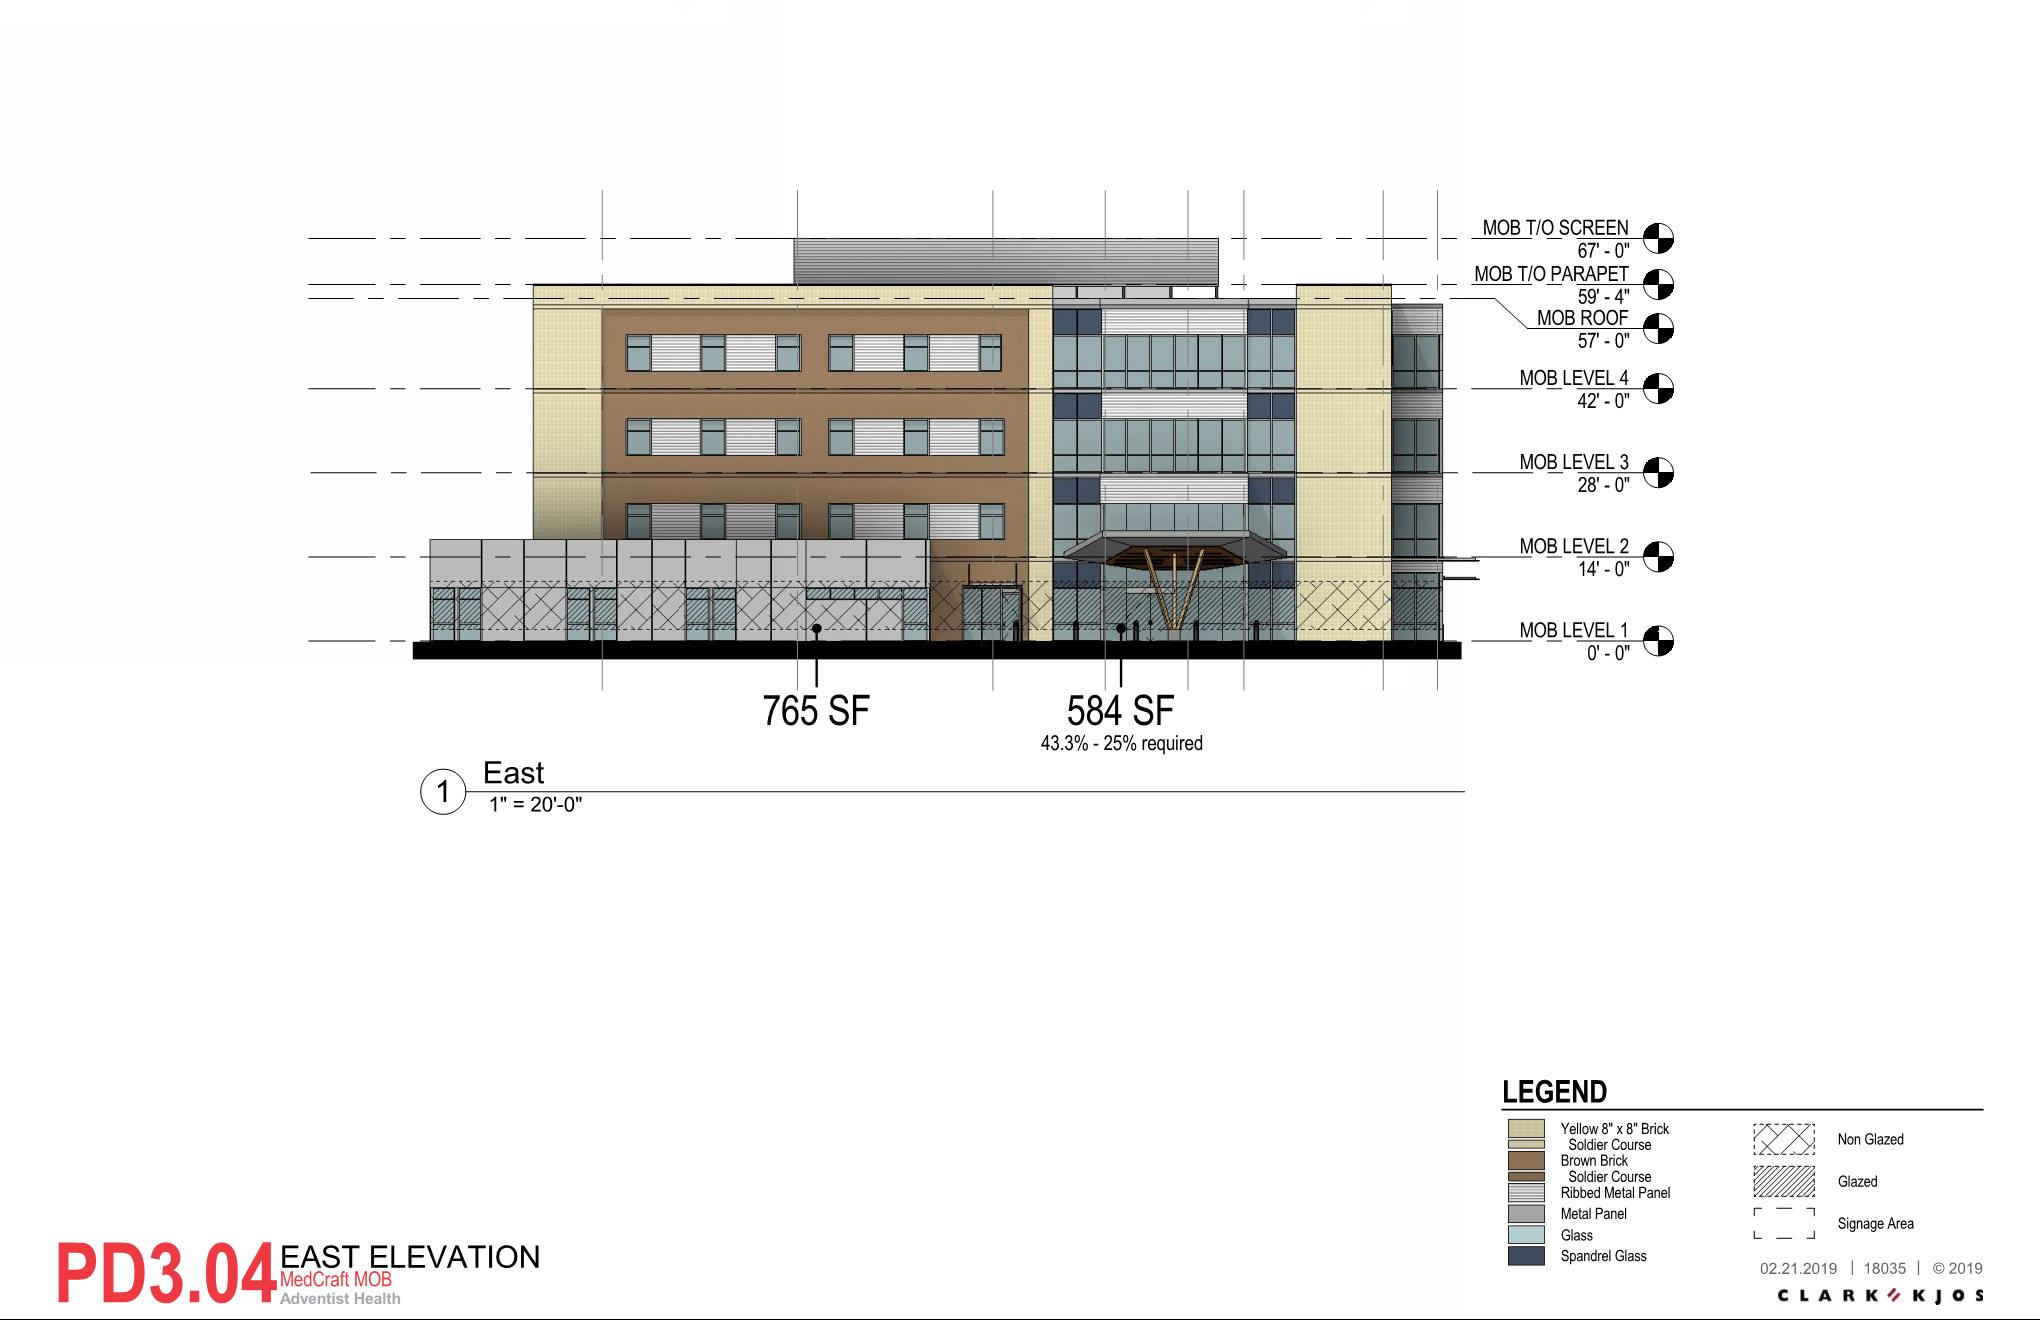 MOB T/O SCREEN
67' - 0"
MOB T/O PARAPET
59' - 4"
MOB ROOF
57' - 0"
MOB LEVEL 4
42' - 0"
MOB LEVEL 3
28' - 0"
MOB LEVEL 2
14' - 0"
MOB LEVEL 1
0' - 0"
765 SF
584 SF
43.3% - 25% required
1
East
1" = 20'-0"
LEGEND
Yellow 8" x 8" Brick
Soldier Course
Brown Brick
Soldier Course
Ribbed Metal Panel
Metal Panel
Glass
Spandrel Glass
Non Glazed
Glazed
Signage Area
PD3.04
EAST ELEVATION
MedCraft MOB
Adventist Health
02.21.2019 | 18035 | © 2019
CLARK KJOS